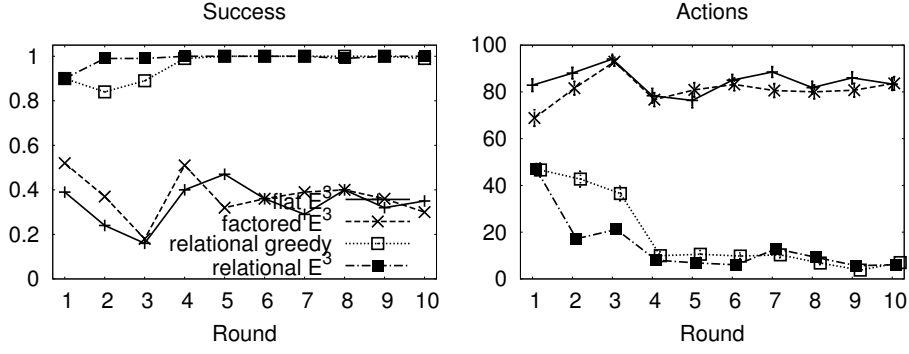 Success
1
0.8
0.6
0.4
0.2
0
flat E³
factored E³
relational greedy
relational E³
1 2 3 4 5 6 7 8 9 10
Round
Actions
100
80
60
40
20
0
1 2 3 4 5 6 7 8 9 10
Round